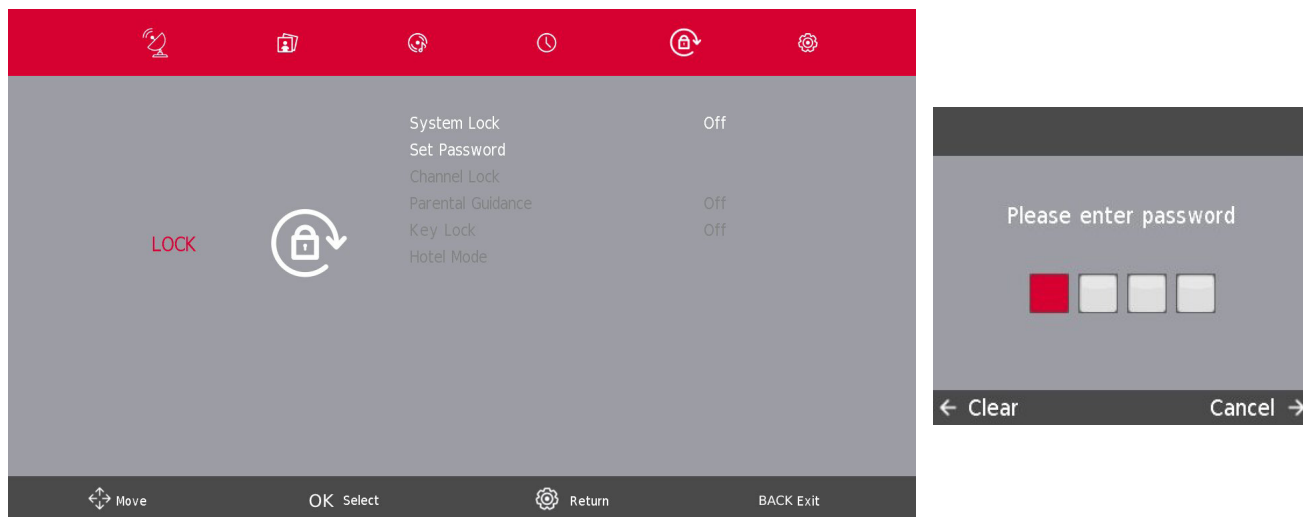 System Lock Off
Set Password
Channel Lock
Parental Guidance Off
Key Lock Off
Hotel Mode
LOCK
Move OK Select Return BACK Exit
Please enter password
← Clear Cancel →